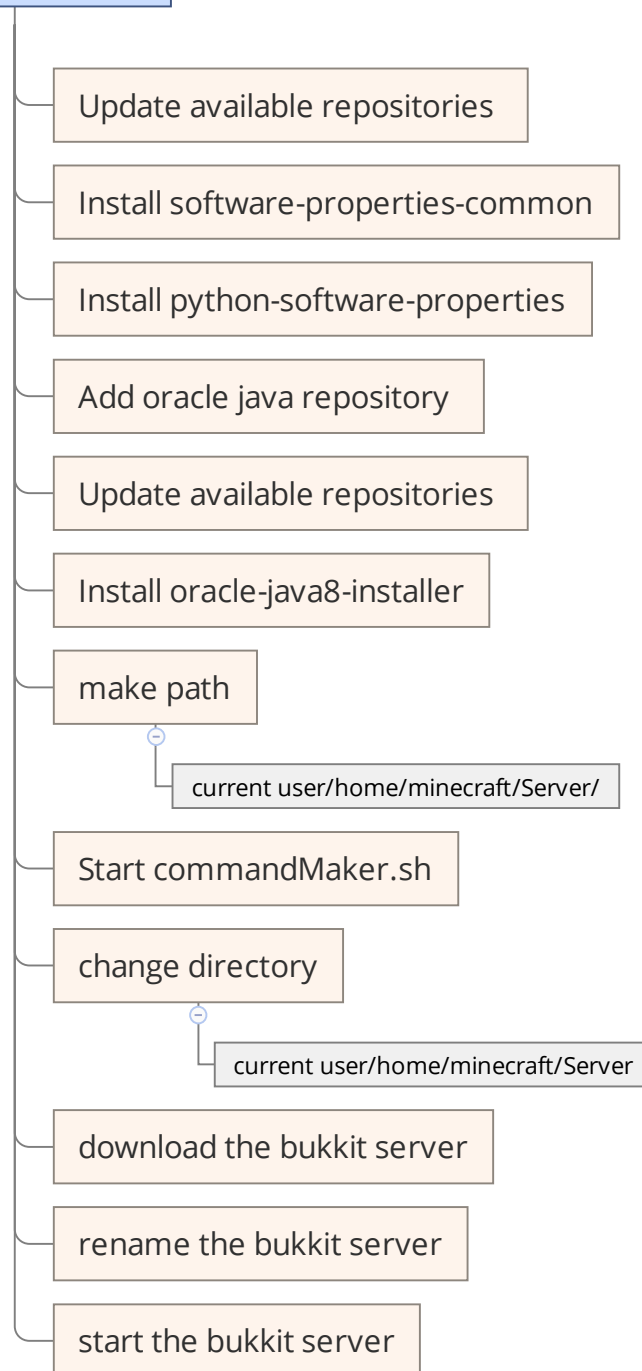 Update available repositories
Install software-properties-common
Install python-software-properties
Add oracle java repository
Update available repositories
Install oracle-java8-installer
make path
current user/home/minecraft/Server/
Start commandMaker.sh
change directory
current user/home/minecraft/Server
download the bukkit server
rename the bukkit server
start the bukkit server